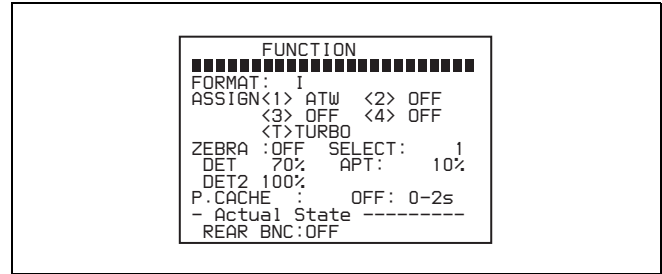 FUNCTION
FORMAT: I
ASSIGN<1> ATW <2> OFF
<3> OFF <4> OFF
<T>TURBO
ZEBRA :OFF SELECT: 1
DET 70% APT: 10%
DET2 100%
P.CACHE : OFF: 0-2s
- Actual State ---------
REAR BNC:OFF